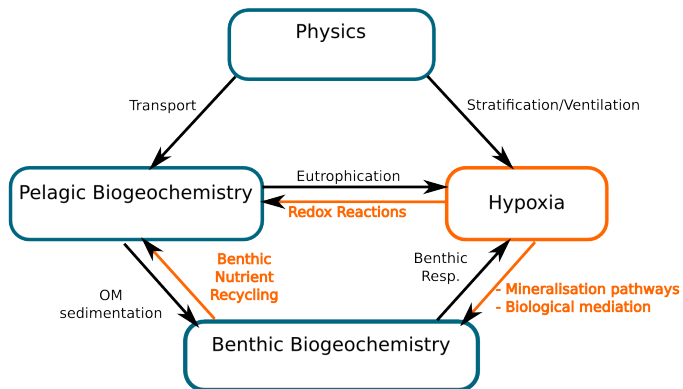 Physics
Transport
Stratification/Ventilation
Pelagic Biogeochemistry
Eutrophication
Hypoxia
Redox Reactions
Benthic
Nutrient
Recycling
Benthic
Resp.
OM
sedimentation
- Mineralisation pathways
- Biological mediation
Benthic Biogeochemistry